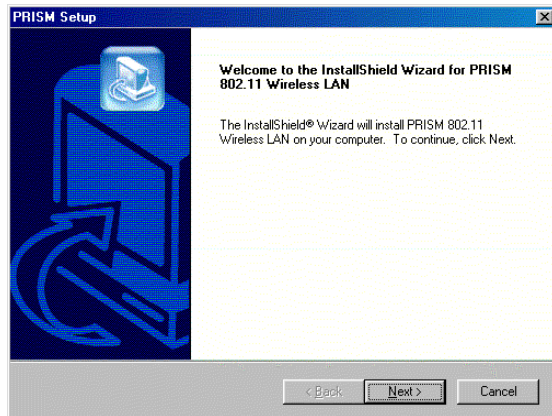 PRISM Setup
Welcome to the InstallShield Wizard for PRISM
802.11 Wireless LAN
The InstallShield® Wizard will install PRISM 802.11
Wireless LAN on your computer. To continue, click Next.
< Back
Next >
Cancel